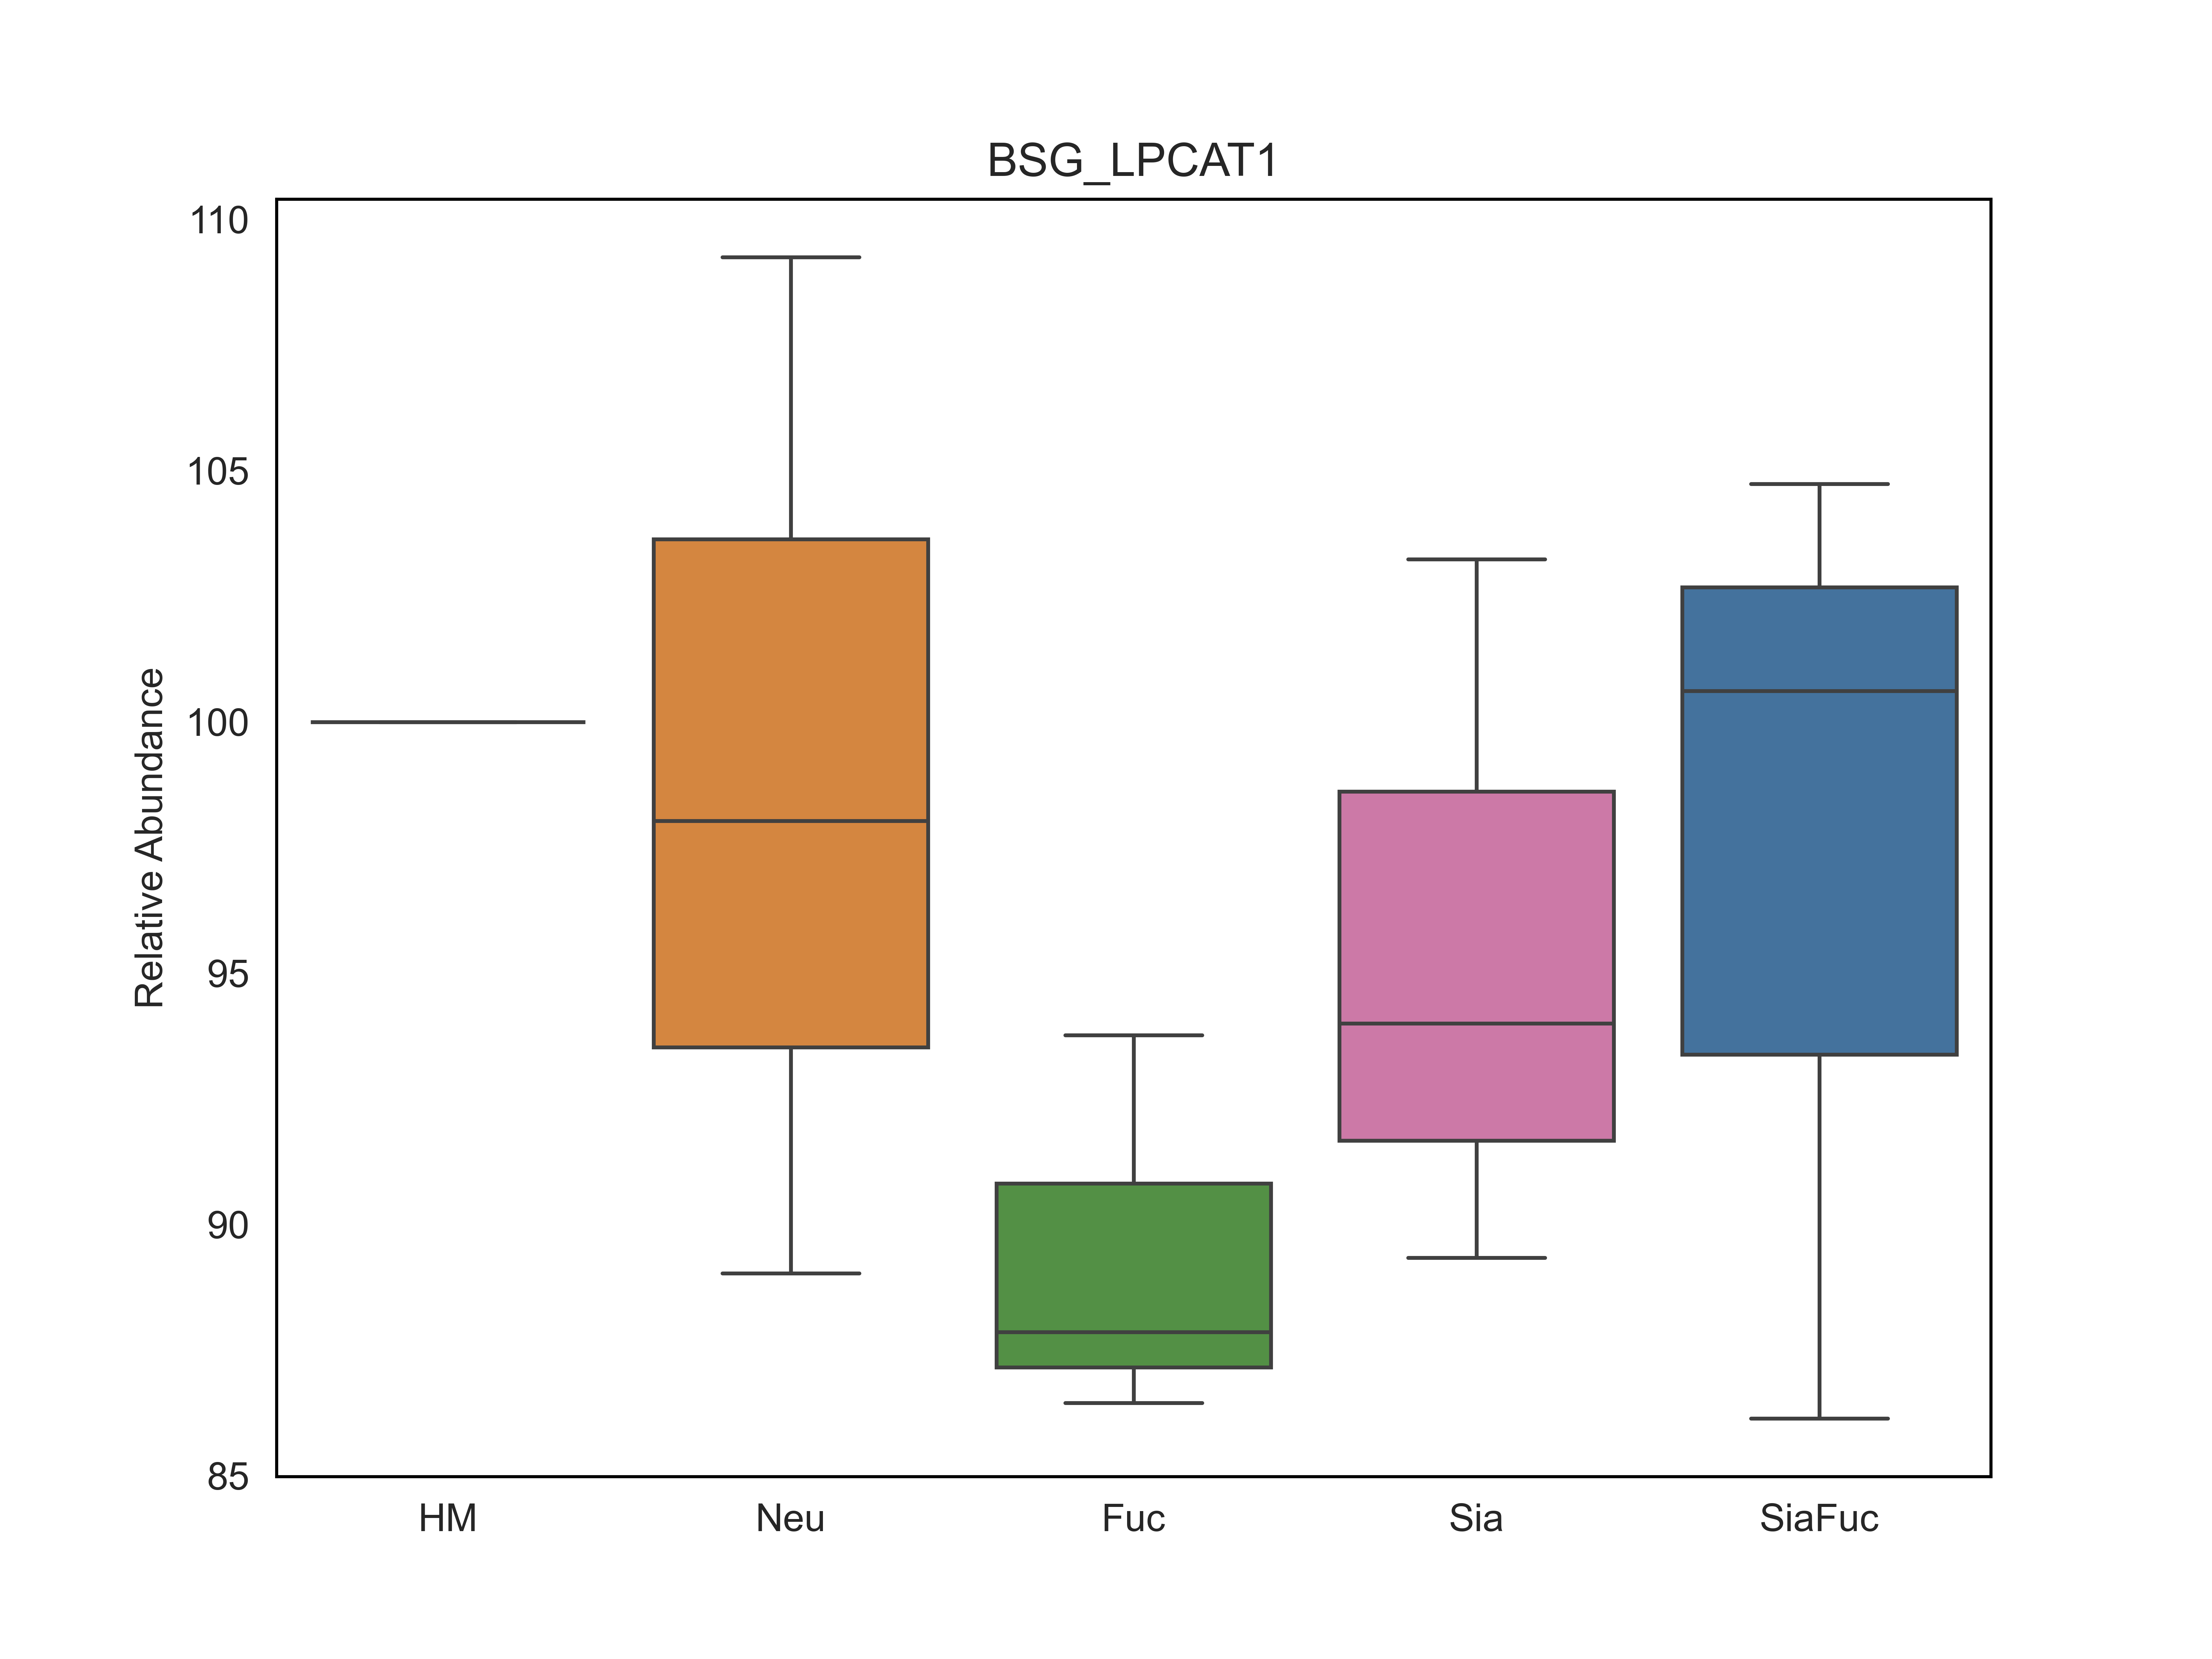 BSG_LPCAT1
110
105
100
95
90
85
Relative Abundance
HM Neu Fuc Sia SiaFuc